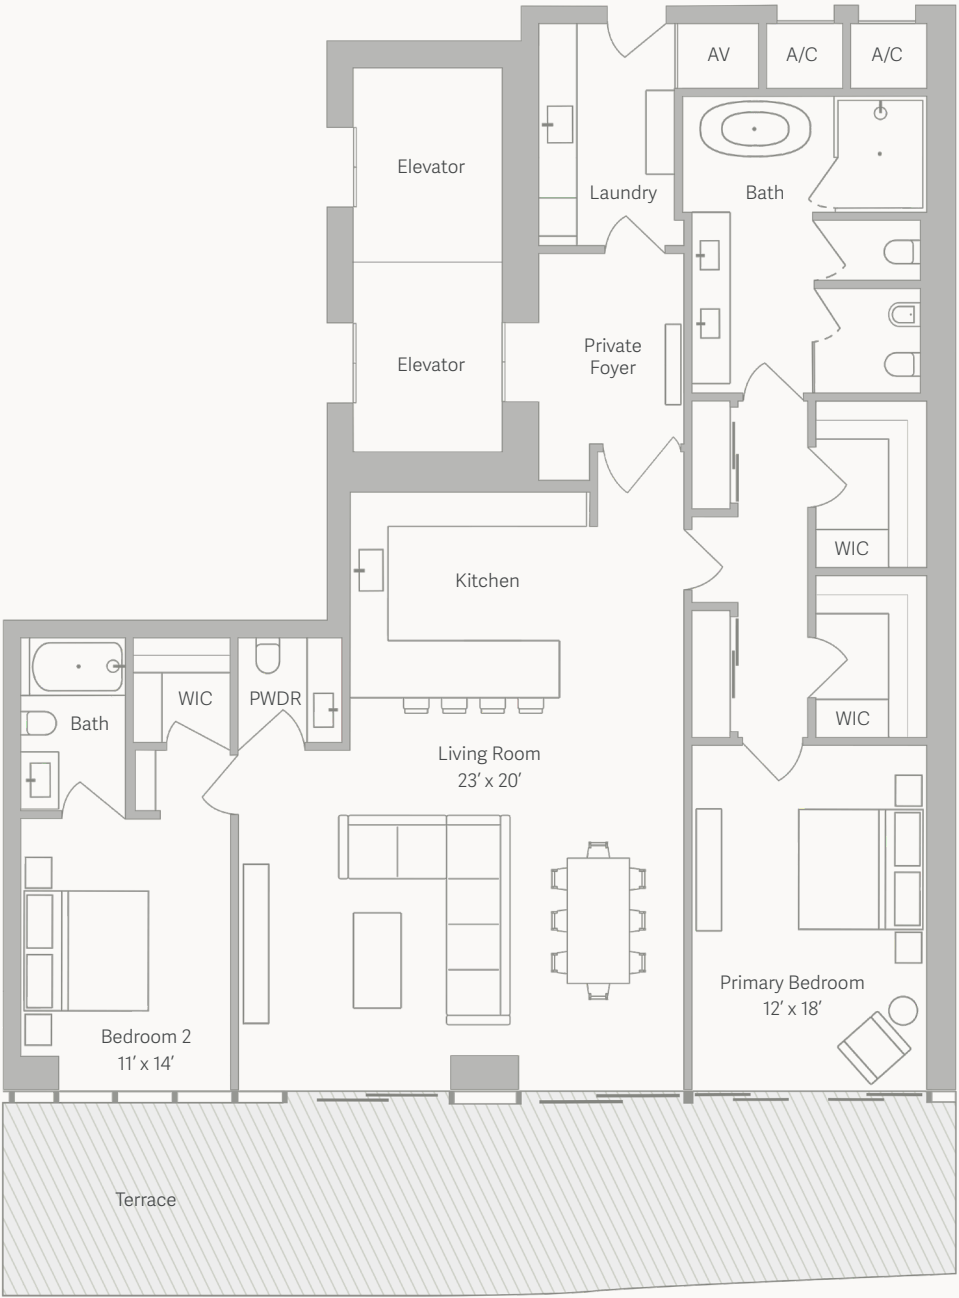 AV
A/C
A/C
Elevator
Laundry
Bath
Private
Foyer
Elevator
WIC
Kitchen
WIC
PWDR
WIC
Bath
Living Room
23′ x 20′
Primary Bedroom
12′ x 18′
Bedroom 2
11′ x 14′
Terrace